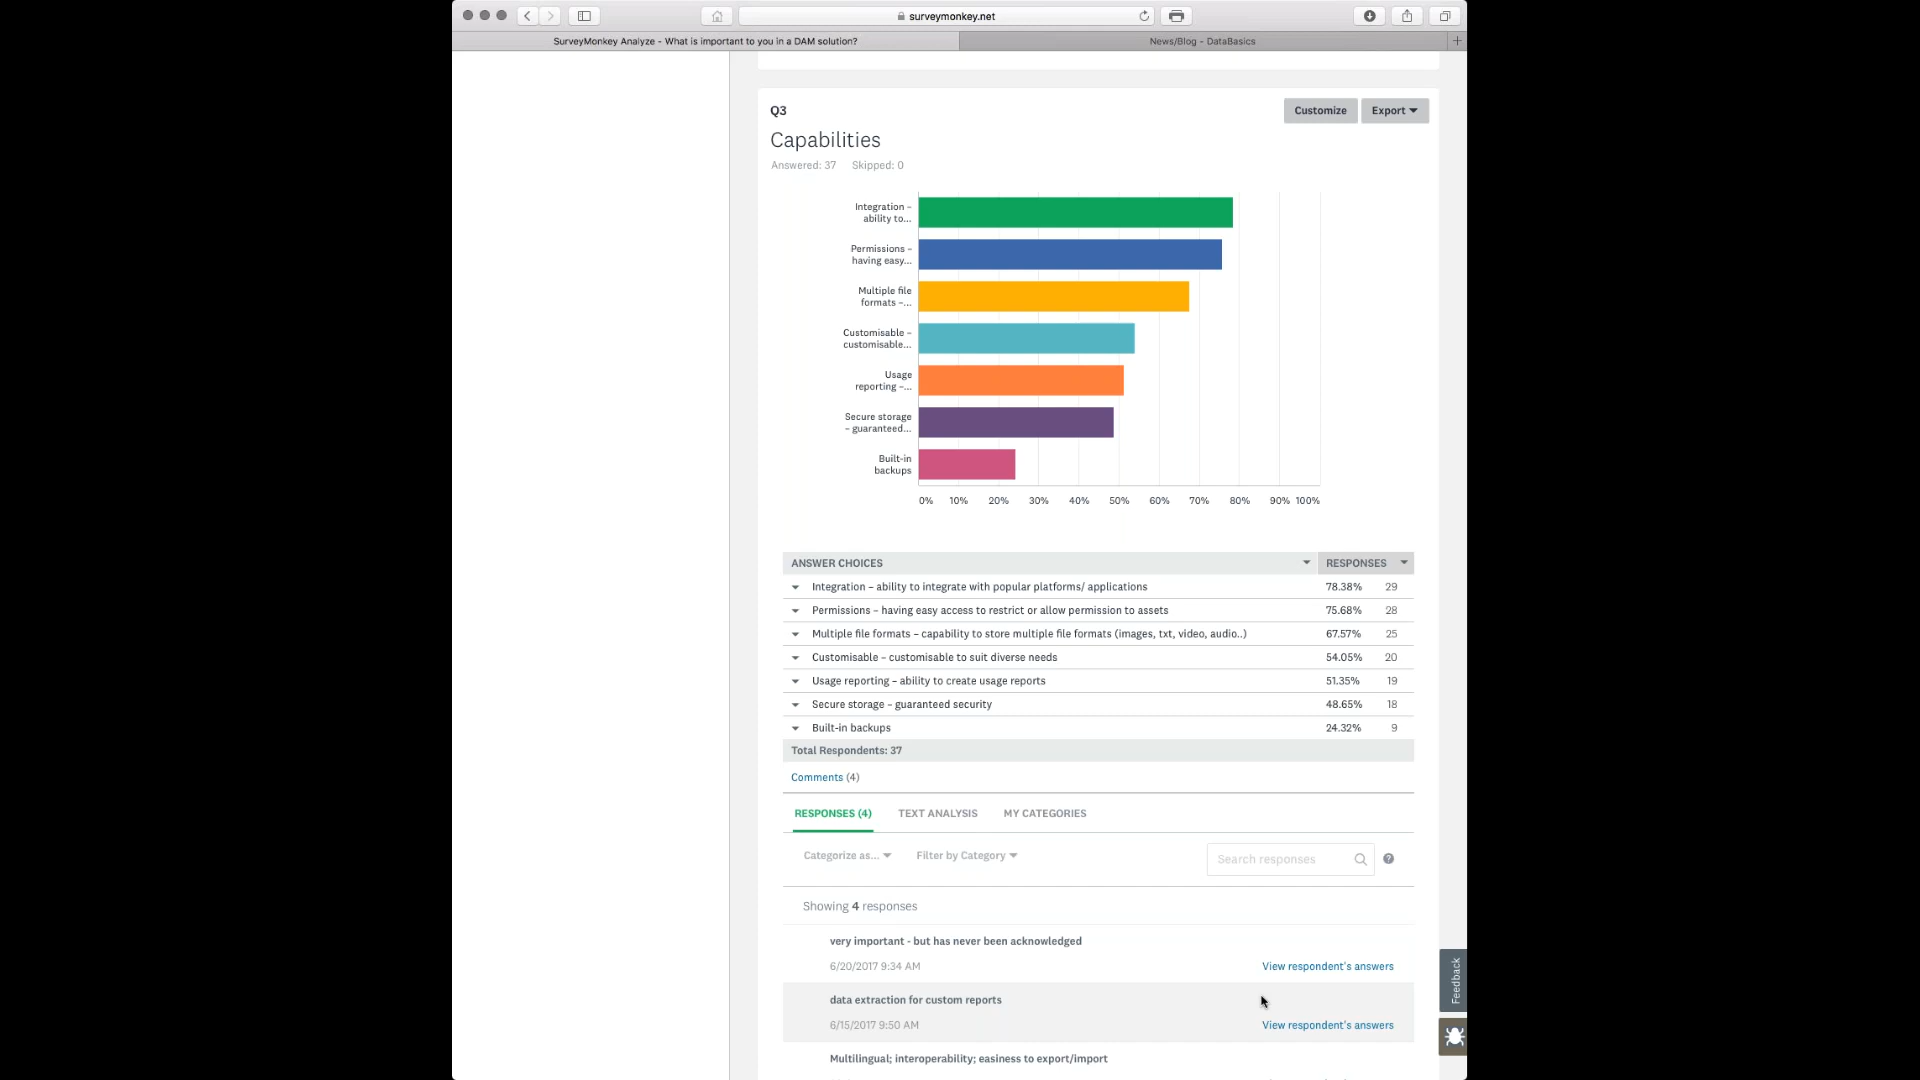 surveymonkey.net
SurveyMonkey Analyze - What is important to you in a DAM solution?
News/Blog - DataBasics
Q3
Customize
Export
Capabilities
Answered: 37 Skipped: 0
Integration –
ability to...
Permissions –
having easy...
Multiple file
formats –...
Customisable –
customisable...
Usage
reporting –...
Secure storage
– guaranteed...
Built-in
backups
0% 10% 20% 30% 40% 50% 60% 70% 80% 90% 100%
ANSWER CHOICES RESPONSES
Integration – ability to integrate with popular platforms/ applications 78.38% 29
Permissions – having easy access to restrict or allow permission to assets 75.68% 28
Multiple file formats – capability to store multiple file formats (images, txt, video, audio..) 67.57% 25
Customisable – customisable to suit diverse needs 54.05% 20
Usage reporting – ability to create usage reports 51.35% 19
Secure storage – guaranteed security 48.65% 18
Built-in backups 24.32% 9
Total Respondents: 37
Comments (4)
RESPONSES (4) TEXT ANALYSIS MY CATEGORIES
Categorize as... Filter by Category Search responses
Showing 4 responses
very important - but has never been acknowledged
6/20/2017 9:34 AM View respondent's answers
data extraction for custom reports
6/15/2017 9:50 AM View respondent's answers
Multilingual; interoperability; easiness to export/import
Feedback